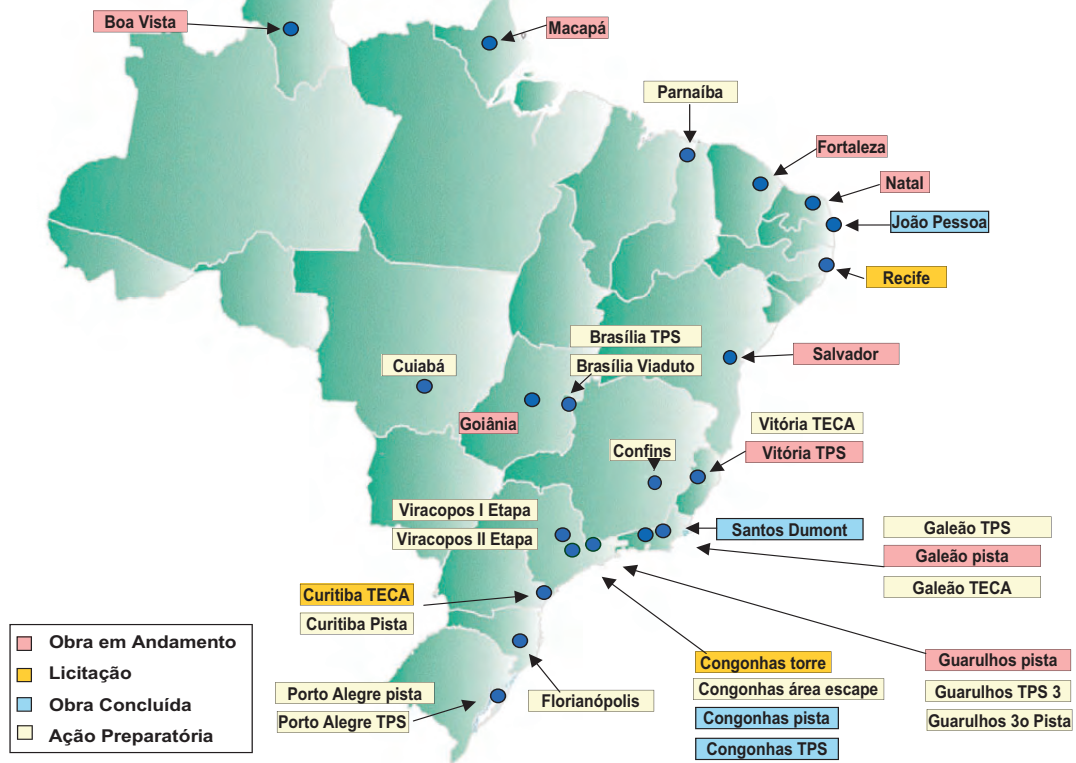 Boa Vista
Macapá
Parnaíba
Fortaleza
Natal
João Pessoa
Recife
Brasília TPS
Brasília Viaduto
Salvador
Cuiabá
Goiânia
Vitória TECA
Vitória TPS
Confins
Viracopos I Etapa
Viracopos II Etapa
Santos Dumont
Galeão TPS
Galeão pista
Galeão TECA
Curitiba TECA
Curitiba Pista
Congonhas torre
Congonhas área escape
Congonhas pista
Congonhas TPS
Guarulhos pista
Guarulhos TPS 3
Guarulhos 3o Pista
Florianópolis
Porto Alegre pista
Porto Alegre TPS
Obra em Andamento
Licitação
Obra Concluída
Ação Preparatória